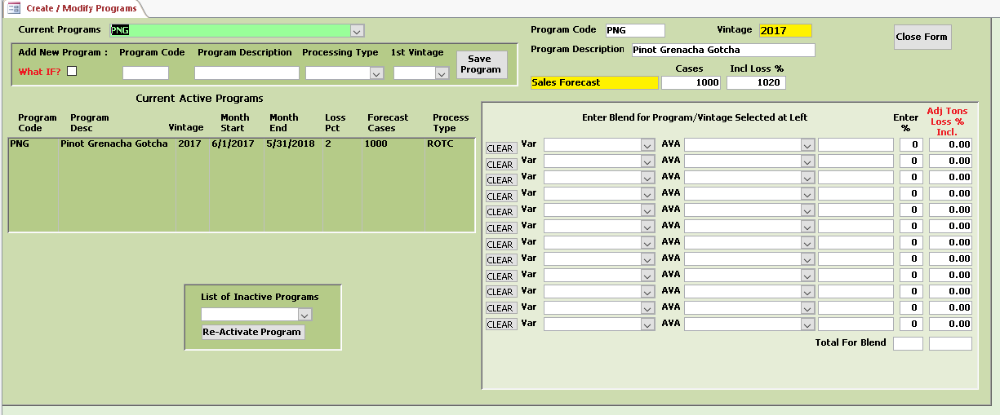 Create / Modify Programs
Current Programs PNG
Program Code PNG Vintage 2017 Close Form
Program Description Pinot Grenacha Gotcha
Add New Program : Program Code Program Description Processing Type 1st Vintage Save Program
What IF?
Cases Incl Loss %
Sales Forecast 1000 1020
Current Active Programs
Program Code Program Desc Vintage Month Start Month End Loss Pct Forecast Cases Process Type
PNG Pinot Grenacha Gotcha 2017 6/1/2017 5/31/2018 2 1000 ROTC
List of Inactive Programs
Re-Activate Program
Enter Blend for Program/Vintage Selected at Left Enter % Adj Tons Loss % Incl.
CLEAR Var AVA 0 0.00
CLEAR Var AVA 0 0.00
CLEAR Var AVA 0 0.00
CLEAR Var AVA 0 0.00
CLEAR Var AVA 0 0.00
CLEAR Var AVA 0 0.00
CLEAR Var AVA 0 0.00
CLEAR Var AVA 0 0.00
CLEAR Var AVA 0 0.00
CLEAR Var AVA 0 0.00
CLEAR Var AVA 0 0.00
CLEAR Var AVA 0 0.00
Total For Blend